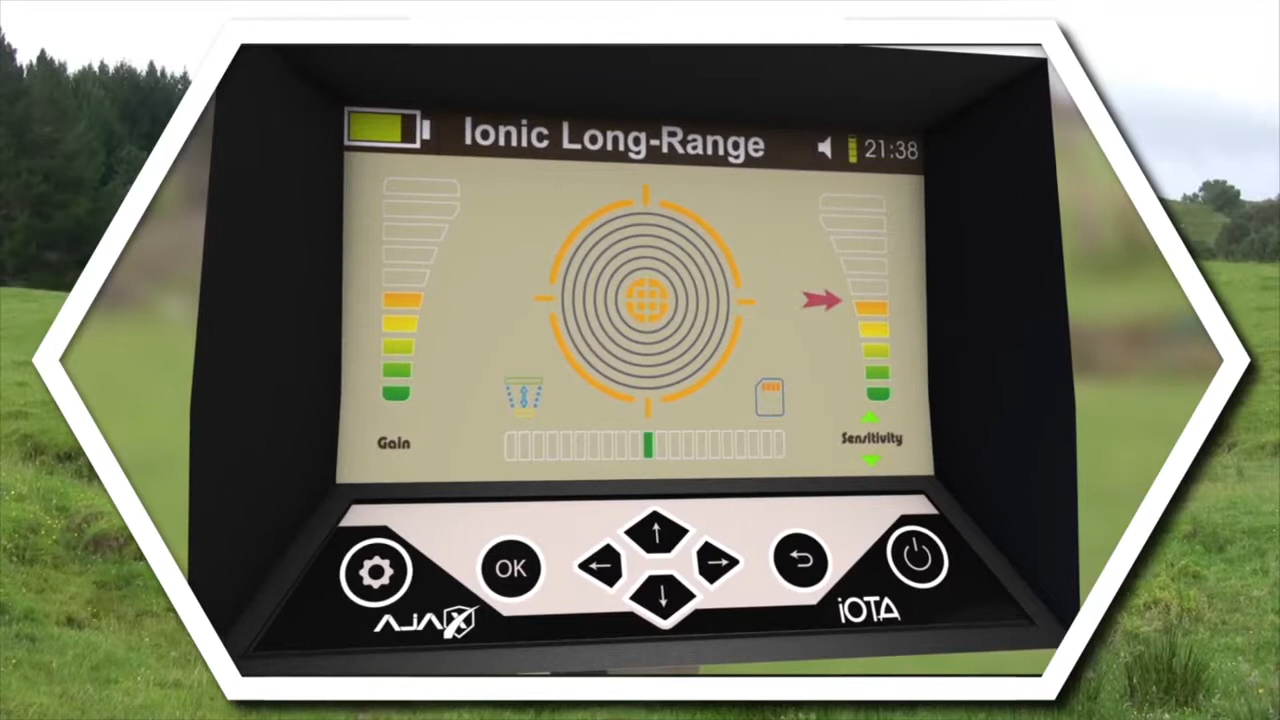 Ionic Long-Range
21:38
Gain
Sensitivity
OK
AJAX
iOTA